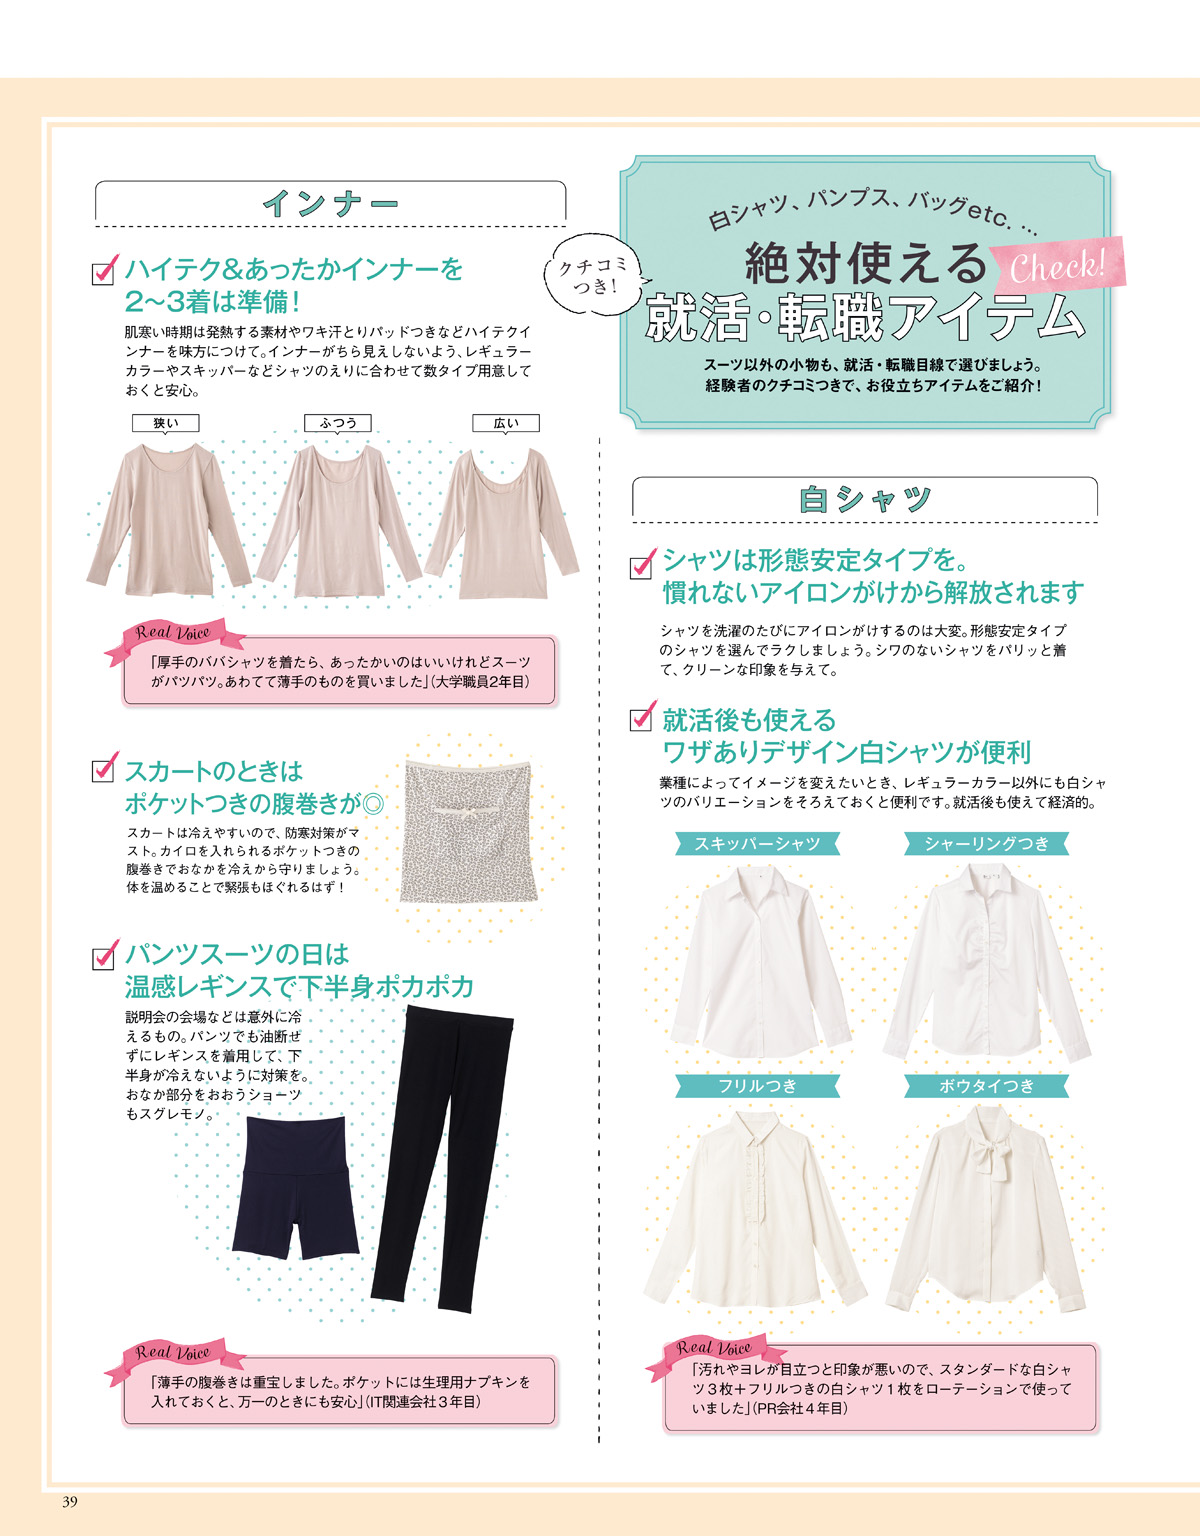 白シャツ、パンプス、バッグetc.…
絶対使える
Check!
就活・転職アイテム
クチコミ
つき!
スーツ以外の小物も、就活・転職目線で選びましょう。
経験者のクチコミつきで、お役立ちアイテムをご紹介!
白シャツ
シャツは形態安定タイプを。
慣れないアイロンがけから解放されます
シャツを洗濯のたびにアイロンがけするのは大変。形態安定タイプ
のシャツを選んでラクしましょう。シワのないシャツをパリッと着
て、クリーンな印象を与えて。
就活後も使える
ワザありデザイン白シャツが便利
業種によってイメージを変えたいとき、レギュラーカラー以外にも白シャ
ツのバリエーションをそろえておくと便利です。就活後も使えて経済的。
スキッパーシャツ
シャーリングつき
フリルつき
ボウタイつき
Real Voice
「汚れやヨレが目立つと印象が悪いので、スタンダードな白シャ
ツ3枚+フリルつきの白シャツ1枚をローテーションで使って
いました」(PR会社4年目)
インナー
ハイテク&あったかインナーを
2〜3着は準備!
肌寒い時期は発熱する素材やワキ汗とりパッドつきなどハイテクイ
ンナーを味方につけて。インナーがちら見えしないよう、レギュラー
カラーやスキッパーなどシャツのえりに合わせて数タイプ用意して
おくと安心。
狭い
ふつう
広い
Real Voice
「厚手のババシャツを着たら、あったかいのはいいけれどスーツ
がパツパツ。あわてて薄手のものを買いました」(大学職員2年目)
スカートのときは
ポケットつきの腹巻きが◎
スカートは冷えやすいので、防寒対策がマ
スト。カイロを入れられるポケットつきの
腹巻きでおなかを冷えから守りましょう。
体を温めることで緊張もほぐれるはず!
パンツスーツの日は
温感レギンスで下半身ポカポカ
説明会の会場などは意外に冷
えるもの。パンツでも油断せ
ずにレギンスを着用して、下
半身が冷えないように対策を。
おなか部分をおおうショーツ
もスグレモノ。
Real Voice
「薄手の腹巻きは重宝しました。ポケットには生理用ナプキンを
入れておくと、万一のときにも安心」(IT関連会社3年目)
39